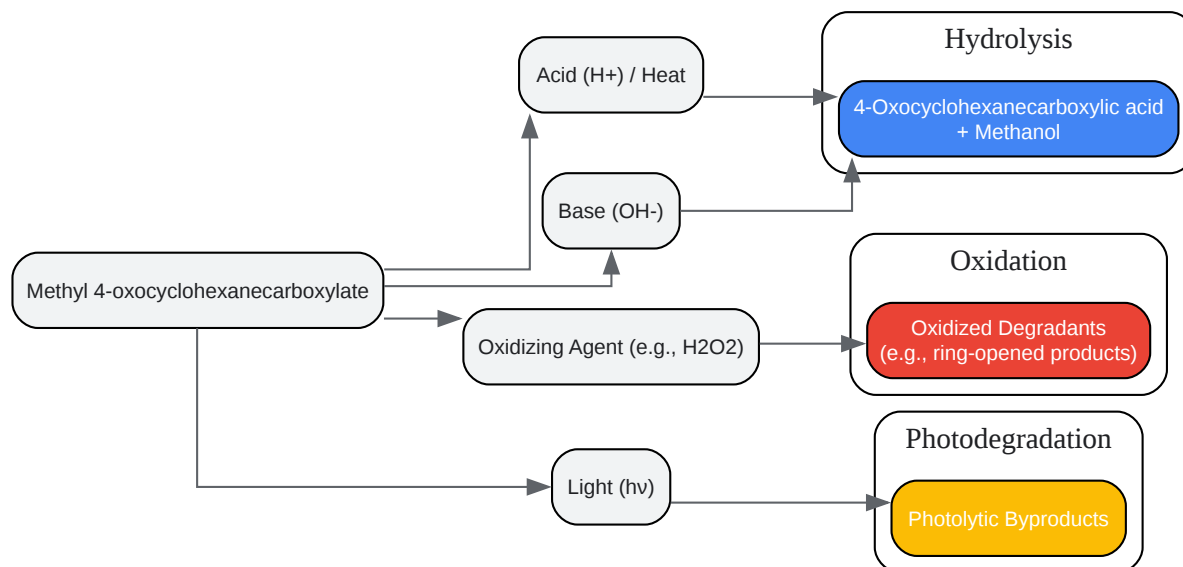 Hydrolysis
Acid (H+) / Heat
4-Oxocyclohexanecarboxylic acid
+ Methanol
Base (OH-)
Oxidation
Methyl 4-oxocyclohexanecarboxylate
Oxidizing Agent (e.g., H2O2)
Oxidized Degradants
(e.g., ring-opened products)
Photodegradation
Light (hν)
Photolytic Byproducts